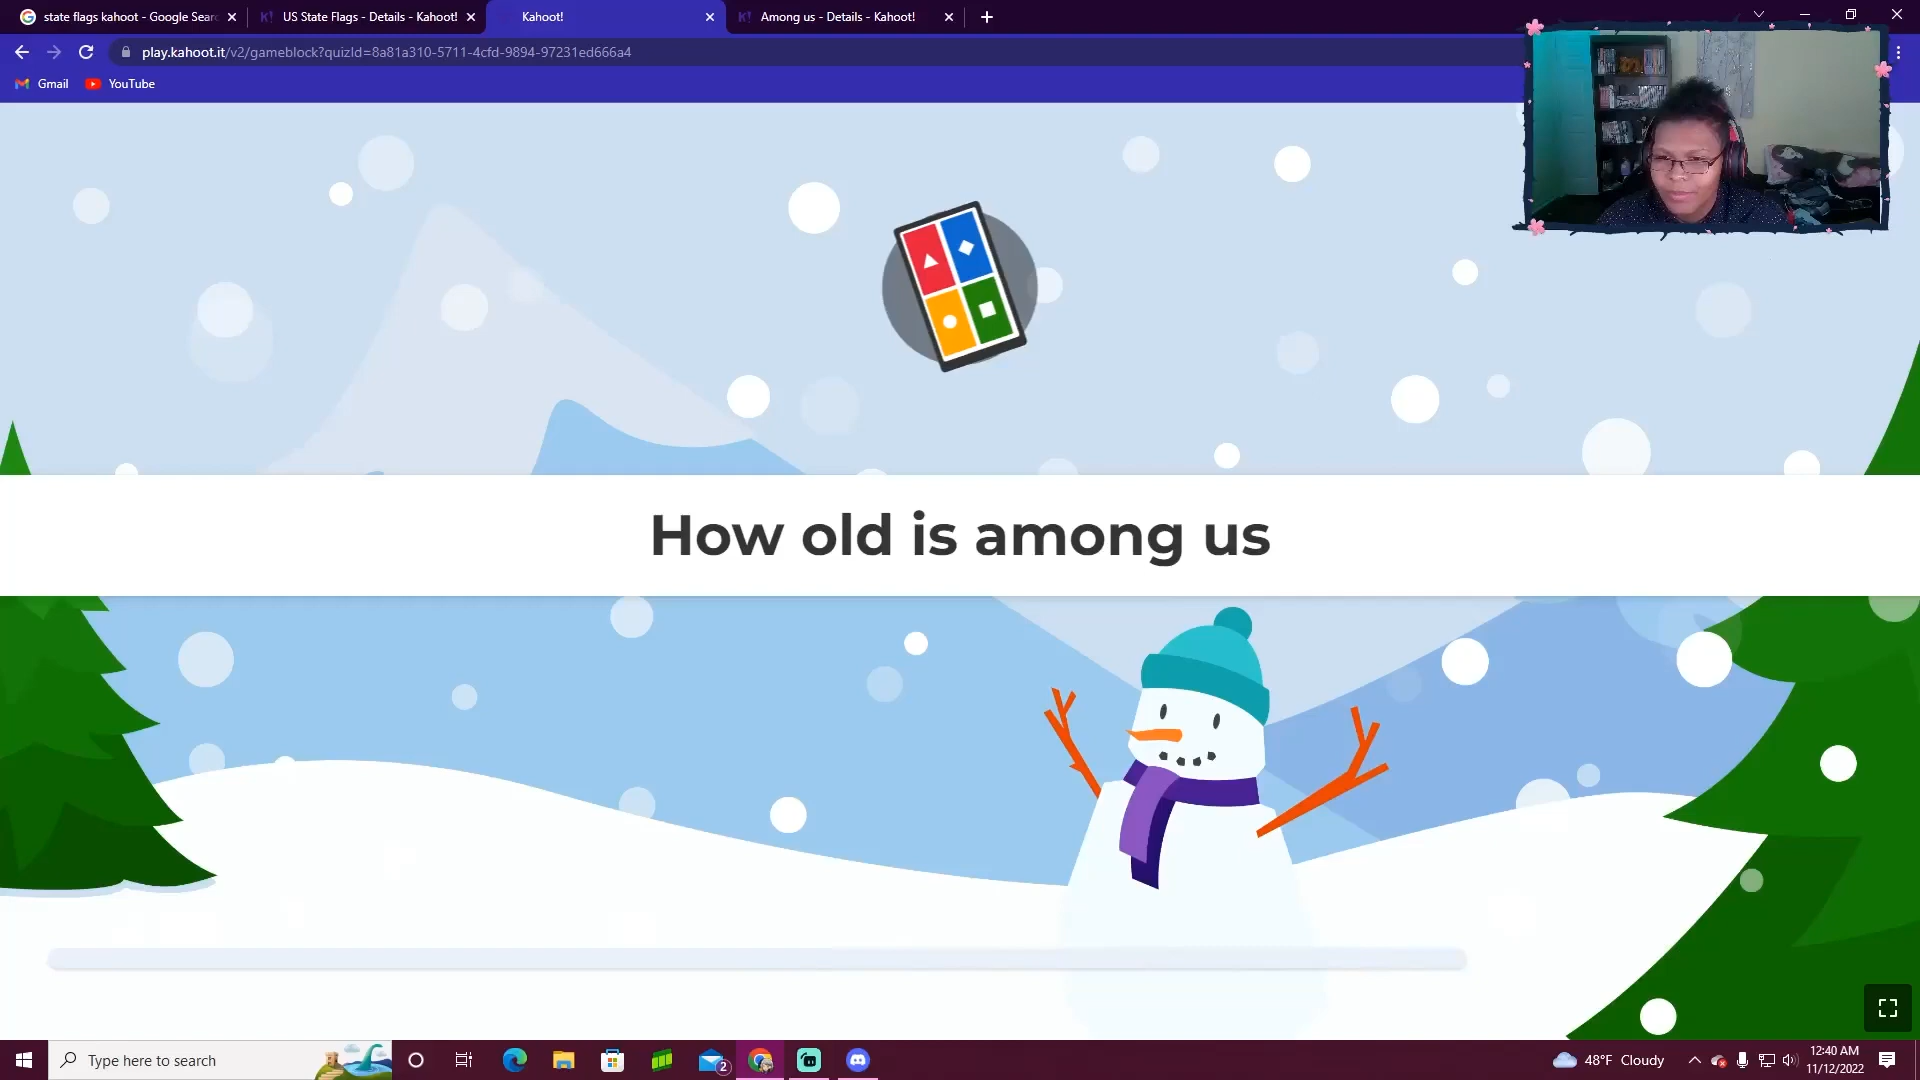 state flags kahoot - Google Sear
US State Flags - Details - Kahoot!
Kahoot!
Among us - Details - Kahoot!
play.kahoot.it/v2/gameblock?quizId=8a81a310-5711-4cfd-9894-97231ed666a4
Gmail
YouTube
How old is among us
Type here to search
2
48°F Cloudy
12:40 AM
11/12/2022